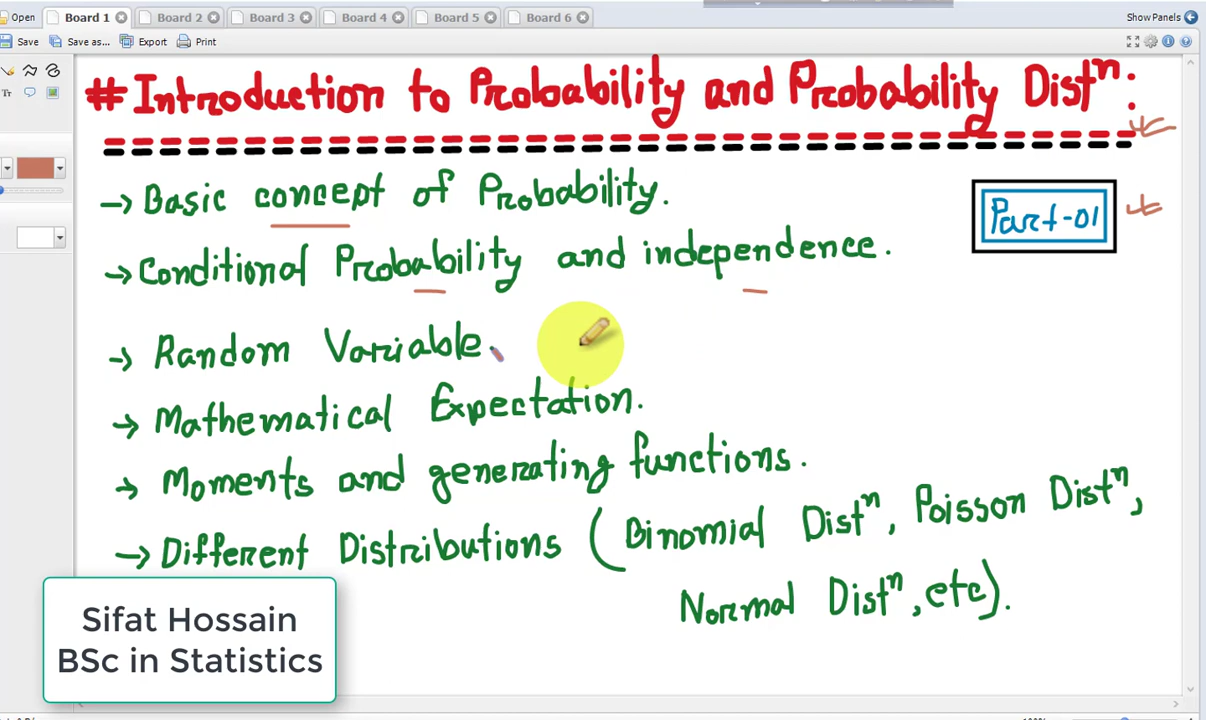 Open Board 1 Board 2 Board 3 Board 4 Board 5 Board 6 Show Panels
Save Save as... Export Print
# Introduction to Probability and Probability Distⁿ:
→ Basic concept of Probability.
Part-01
→ Conditional Probability and independence.
→ Random Variable.
→ Mathematical Expectation.
→ Moments and generating functions.
→ Different Distributions (Binomial Distⁿ, Poisson Distⁿ,
Normal Distⁿ, etc).
Sifat Hossain
BSc in Statistics